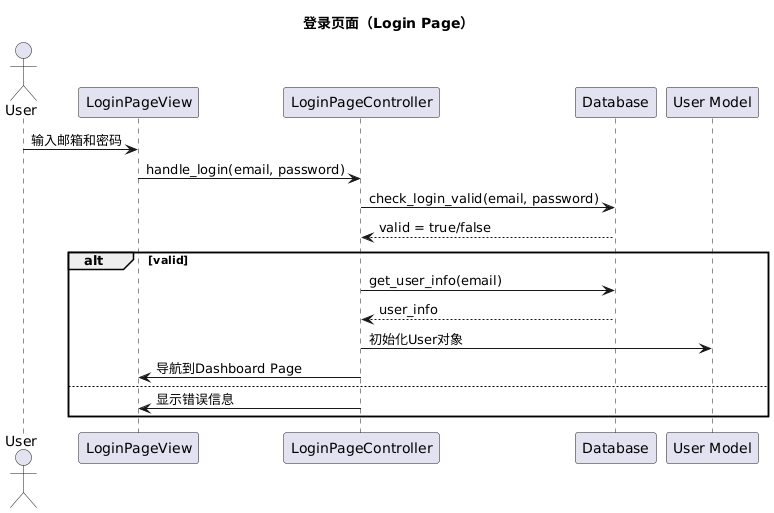 登录页面（Login Page）
User
LoginPageView
LoginPageController
Database
User Model
输入邮箱和密码
handle_login(email, password)
check_login_valid(email, password)
valid = true/false
alt
[valid]
get_user_info(email)
user_info
初始化User对象
导航到Dashboard Page
显示错误信息
User
LoginPageView
LoginPageController
Database
User Model